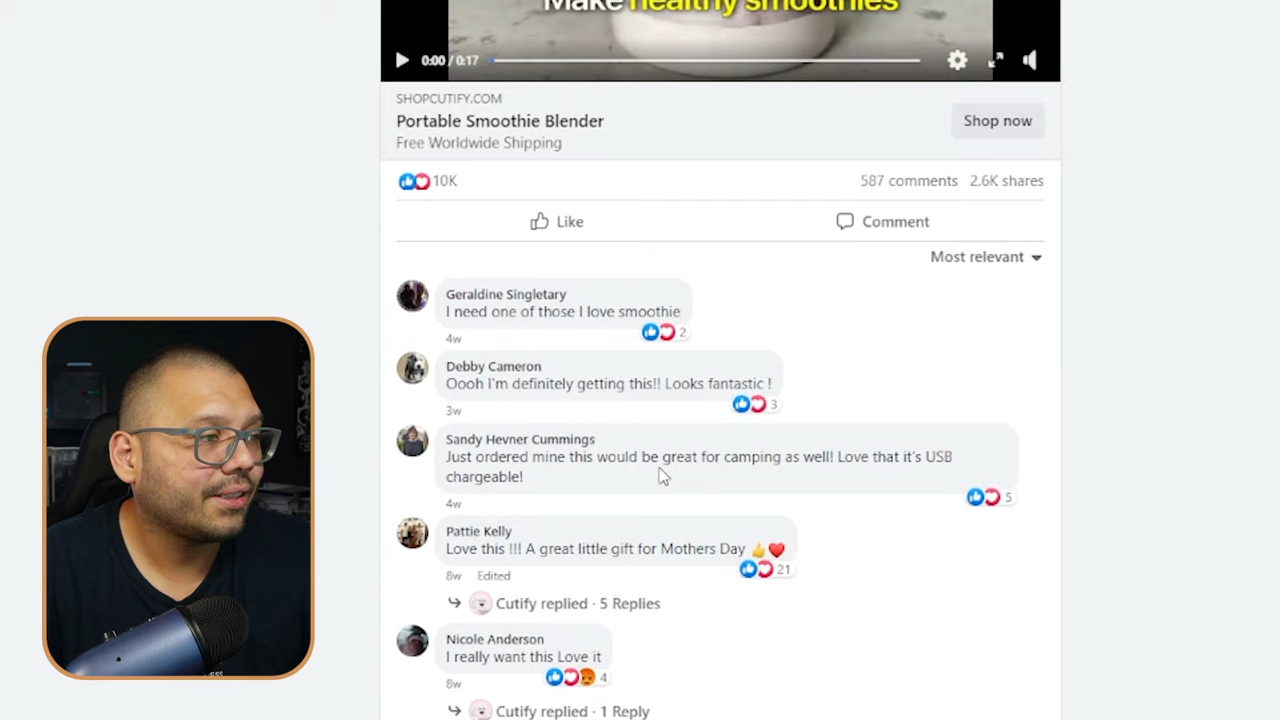 Make healthy smoothies
0:00 / 0:17
SHOPCUTIFY.COM
Portable Smoothie Blender
Shop now
Free Worldwide Shipping
10K
587 comments 2.6K shares
Like
Comment
Most relevant
Geraldine Singletary
I need one of those I love smoothie
2
4w
Debby Cameron
Oooh I'm definitely getting this!! Looks fantastic !
3
3w
Sandy Hevner Cummings
Just ordered mine this would be great for camping as well! Love that it's USB
chargeable!
5
4w
Pattie Kelly
Love this !!! A great little gift for Mothers Day 👍❤️
21
8w Edited
Cutify replied · 5 Replies
Nicole Anderson
I really want this Love it
4
8w
Cutify replied · 1 Reply